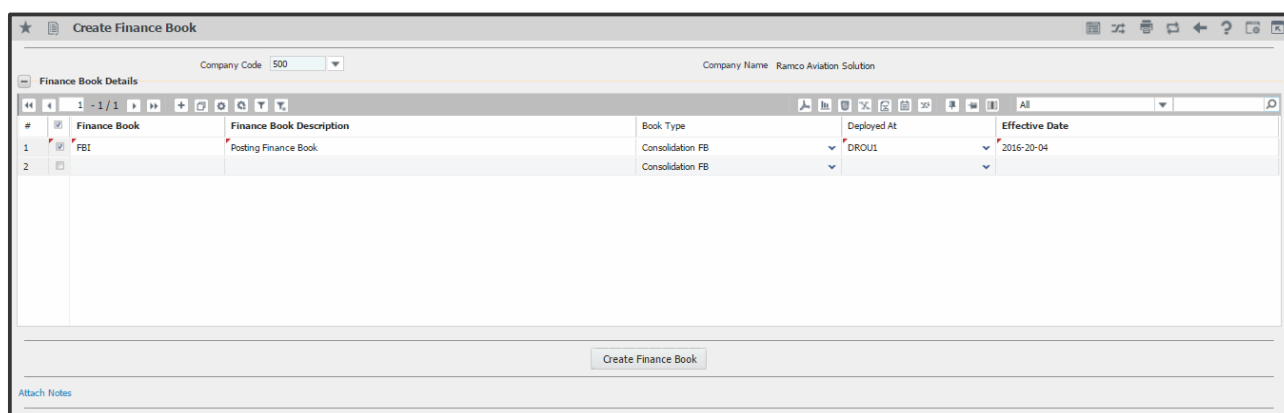 Create Finance Book
Company Code 500 Company Name Ramco Aviation Solution
Finance Book Details
1 - 1 / 1 All
# Finance Book Finance Book Description Book Type Deployed At Effective Date
1 FBI Posting Finance Book Consolidation FB DROU1 2016-20-04
2 Consolidation FB
Create Finance Book
Attach Notes